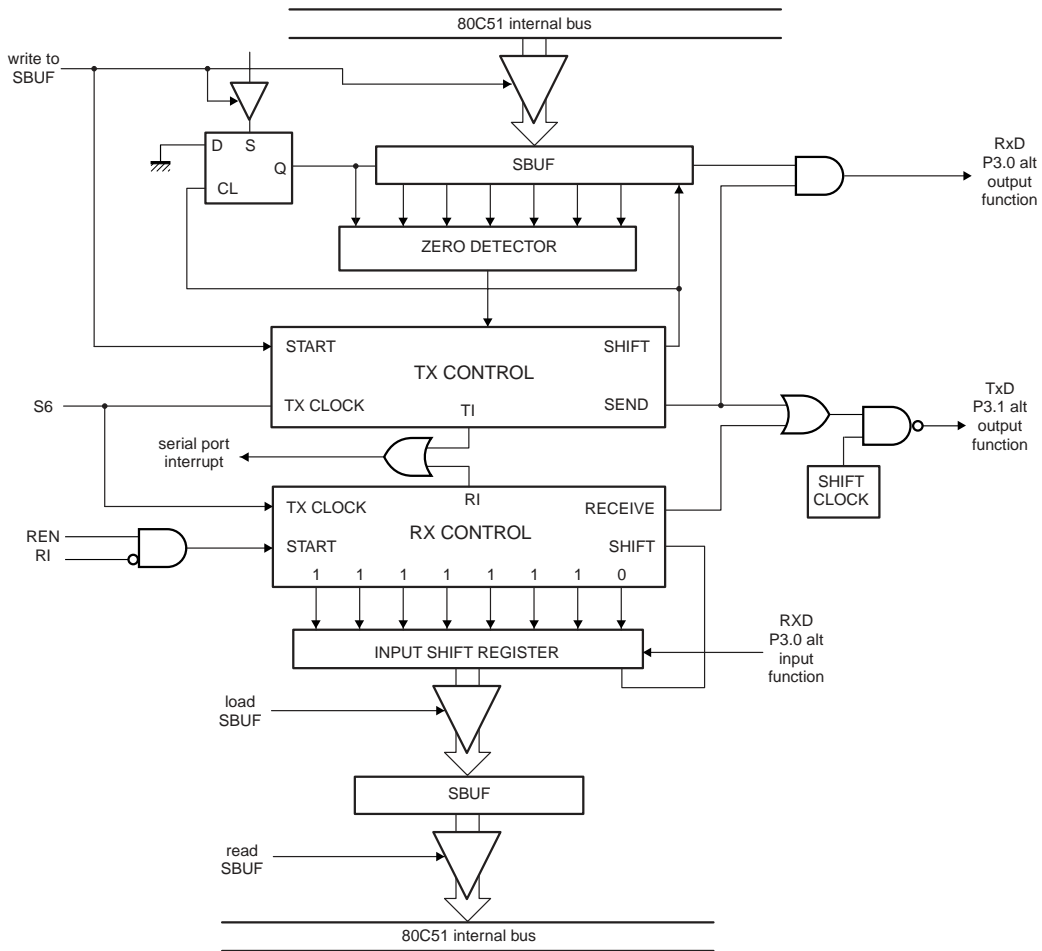 80C51 internal bus
write to
SBUF
D S
Q
CL
SBUF
RxD
P3.0 alt
output
function
ZERO DETECTOR
START
SHIFT
TX CONTROL
S6
TX CLOCK
TI
SEND
TxD
P3.1 alt
output
function
serial port
interrupt
SHIFT
CLOCK
TX CLOCK
RI
RECEIVE
RX CONTROL
REN
RI
START
SHIFT
1 1 1 1 1 1 1 0
INPUT SHIFT REGISTER
RXD
P3.0 alt
input
function
load
SBUF
SBUF
read
SBUF
80C51 internal bus